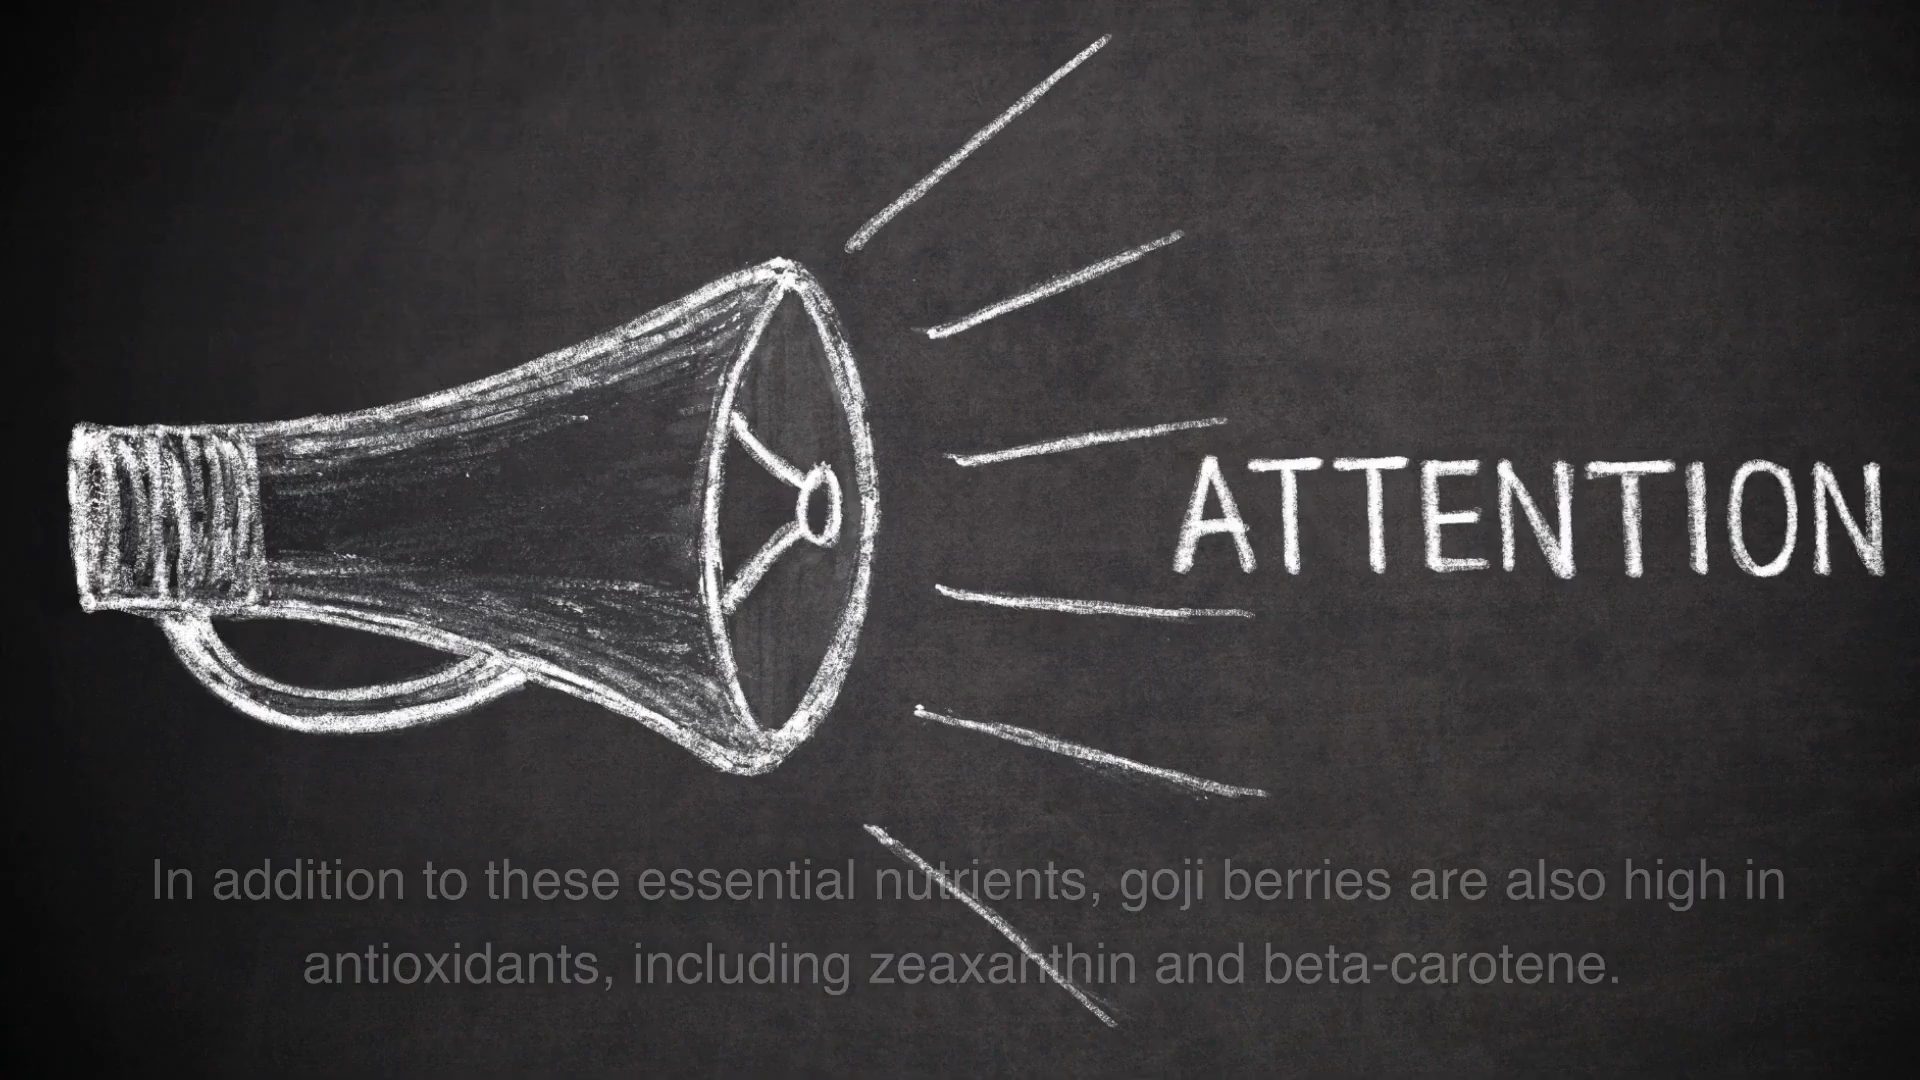 ATTENTION
In addition to these essential nutrients, goji berries are also high in
antioxidants, including zeaxanthin and beta-carotene.